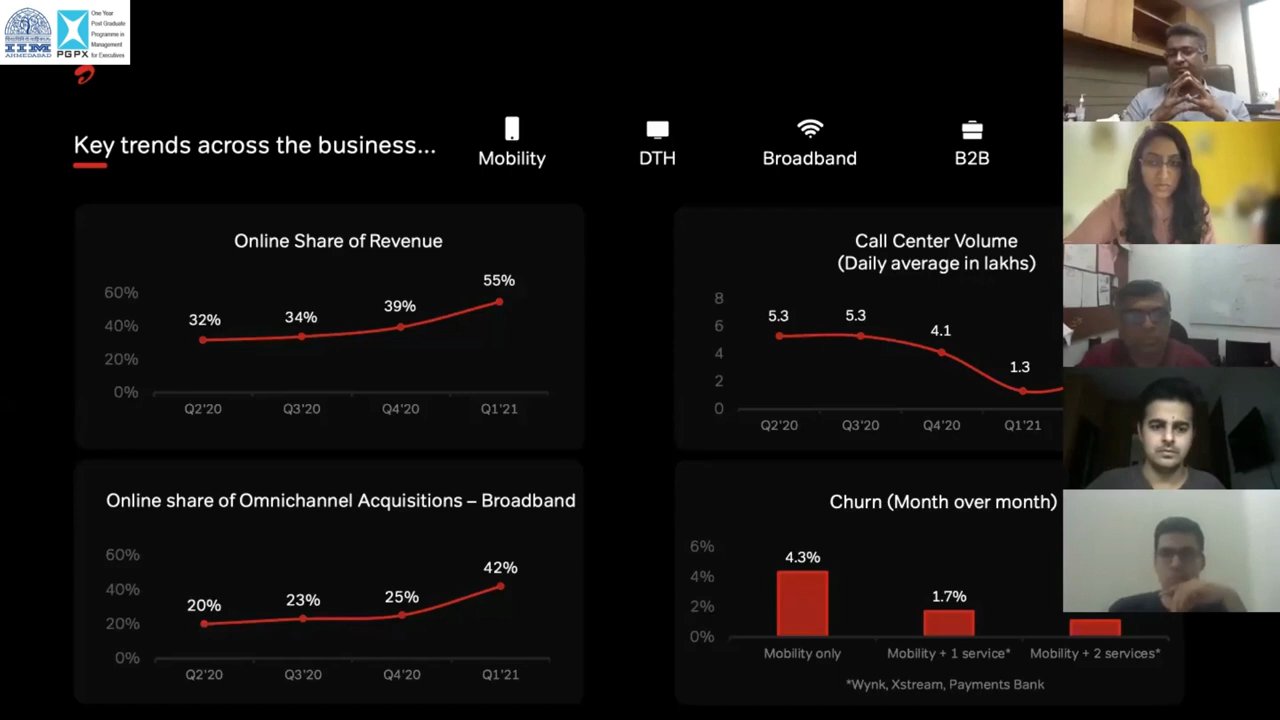 IIM
AHMEDABAD
PGPX
One Year
Post Graduate
Programme in
Management
for Executives
Key trends across the business...
Mobility
DTH
Broadband
B2B
Online Share of Revenue
60%
40%
20%
0%
32%
34%
39%
55%
Q2'20
Q3'20
Q4'20
Q1'21
Call Center Volume
(Daily average in lakhs)
8
6
4
2
0
5.3
5.3
4.1
1.3
Q2'20
Q3'20
Q4'20
Q1'21
Online share of Omnichannel Acquisitions – Broadband
60%
40%
20%
0%
20%
23%
25%
42%
Q2'20
Q3'20
Q4'20
Q1'21
Churn (Month over month)
6%
4%
2%
0%
4.3%
1.7%
Mobility only
Mobility + 1 service*
Mobility + 2 services*
*Wynk, Xstream, Payments Bank